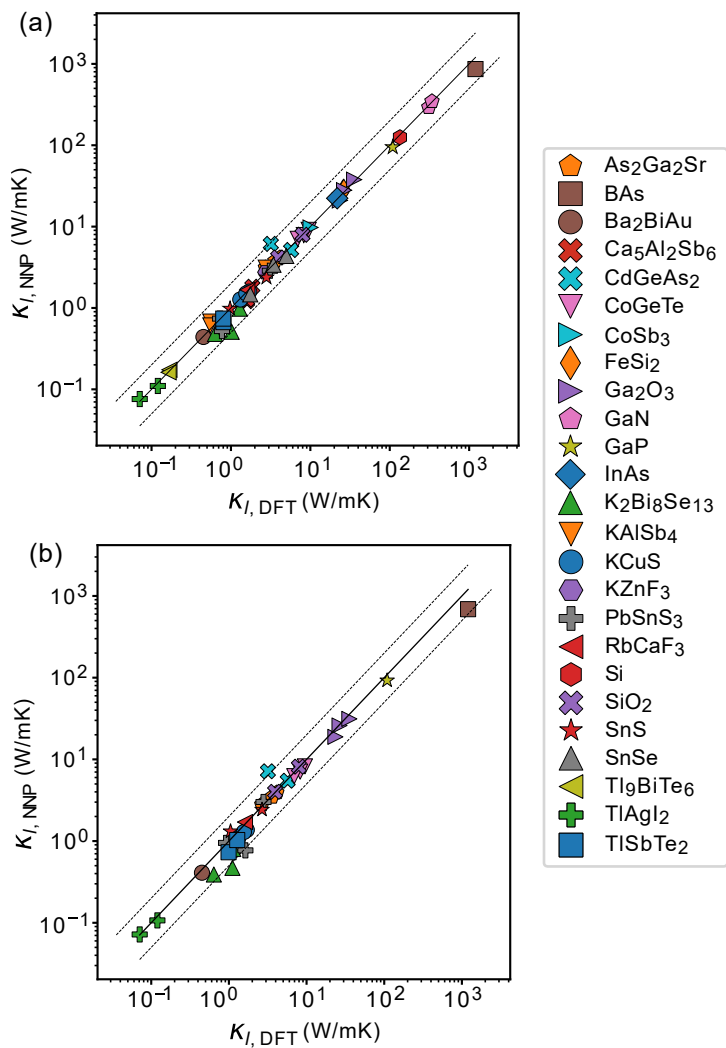 (a)
10³
10²
10¹
10⁰
10⁻¹
κl, NNP (W/mK)
10⁻¹ 10⁰ 10¹ 10² 10³
κl, DFT (W/mK)
(b)
10³
10²
10¹
10⁰
10⁻¹
κl, NNP (W/mK)
10⁻¹ 10⁰ 10¹ 10² 10³
κl, DFT (W/mK)
As₂Ga₂Sr
BAs
Ba₂BiAu
Ca₅Al₂Sb₆
CdGeAs₂
CoGeTe
CoSb₃
FeSi₂
Ga₂O₃
GaN
GaP
InAs
K₂Bi₈Se₁₃
KAlSb₄
KCuS
KZnF₃
PbSnS₃
RbCaF₃
Si
SiO₂
SnS
SnSe
Tl₉BiTe₆
TlAgI₂
TlSbTe₂